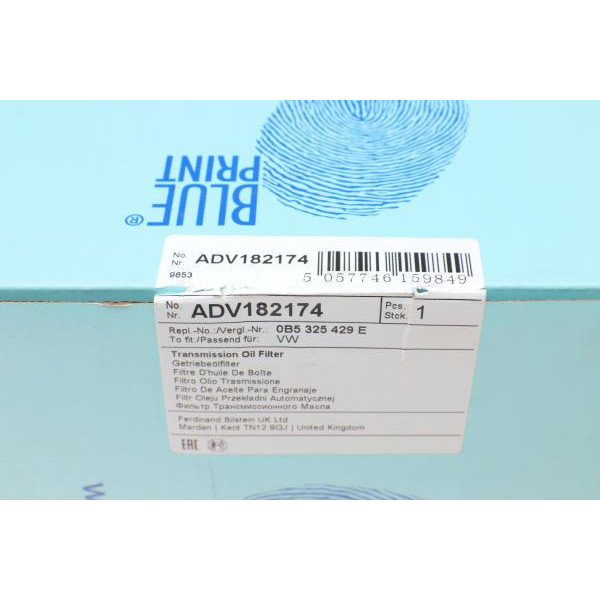 BLUE
PRINT
®
No.
Nr. ADV182174
9653
5 057746 159849
No.
Nr. ADV182174
Pcs.
Stck. 1
Repl.-No.:/Vergl.-Nr.: 0B5 325 429 E
To fit:/Passend für: VW
Transmission Oil Filter
Getriebeölfilter
Filtre D'huile De Boîte
Filtro Olio Trasmissione
Filtro De Aceite Para Engranaje
Filtr Oleju Przekładni Automatycznej
Фильтр Трансмиссионного Масла
Ferdinand Bilstein UK Ltd
Marden | Kent TN12 9QJ | United Kingdom
EAC
w